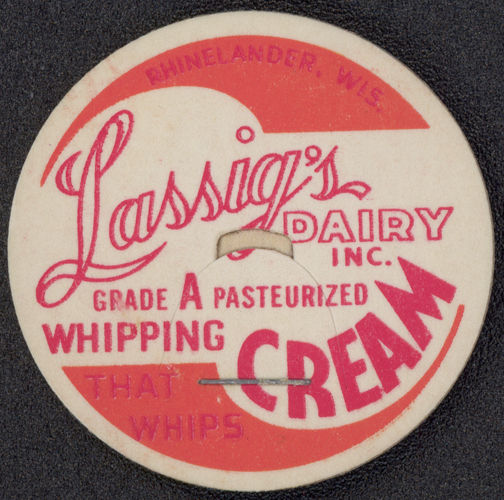 RHINELANDER, WIS.
Lassig's
DAIRY
INC.
GRADE A PASTEURIZED
WHIPPING
CREAM
THAT
WHIPS